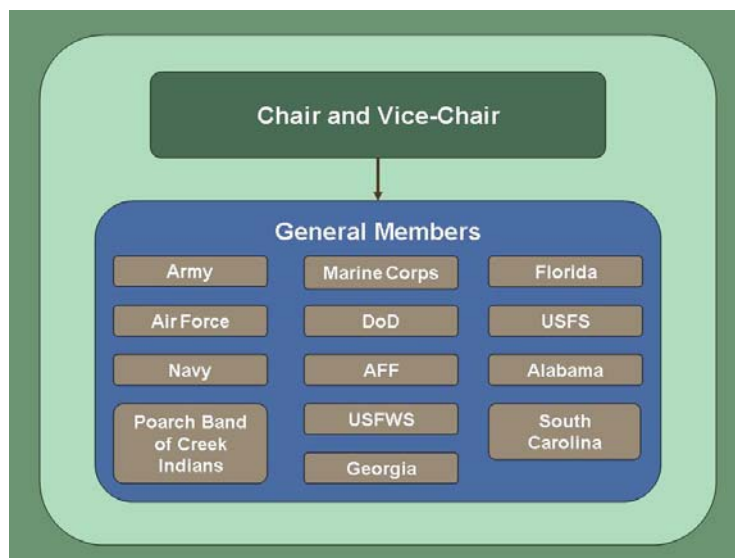 Chair and Vice-Chair
General Members
Army
Marine Corps
Florida
Air Force
DoD
USFS
Navy
AFF
Alabama
Poarch Band
of Creek
Indians
USFWS
South
Carolina
Georgia